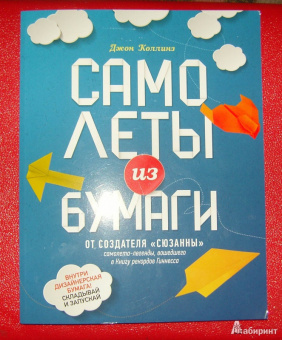 Джон Коллинз
САМО
ЛЕТЫ
ИЗ
БУМАГИ
ОТ СОЗДАТЕЛЯ «СЮЗАННЫ»
самолета-легенды, вошедшего
в Книгу рекордов Гиннесса
ВНУТРИ
ДИЗАЙНЕРСКАЯ
БУМАГА!
СКЛАДЫВАЙ
И ЗАПУСКАЙ
Лабиринт